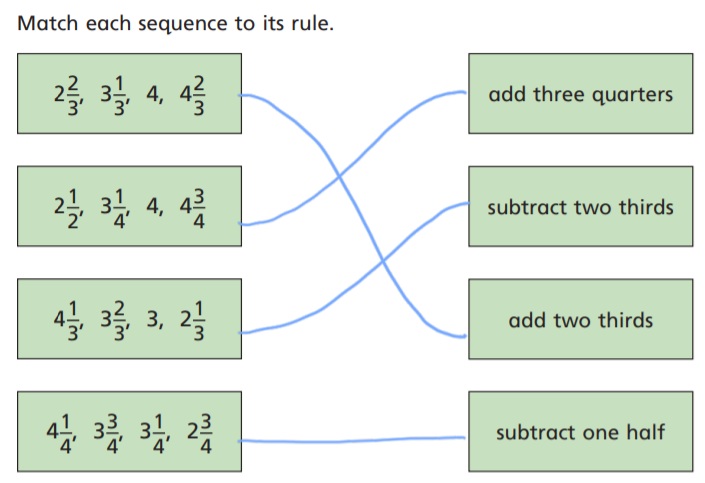 Match each sequence to its rule.
2 2/3, 3 1/3, 4, 4 2/3
add three quarters
2 1/2, 3 1/4, 4, 4 3/4
subtract two thirds
4 1/3, 3 2/3, 3, 2 1/3
add two thirds
4 1/4, 3 3/4, 3 1/4, 2 3/4
subtract one half